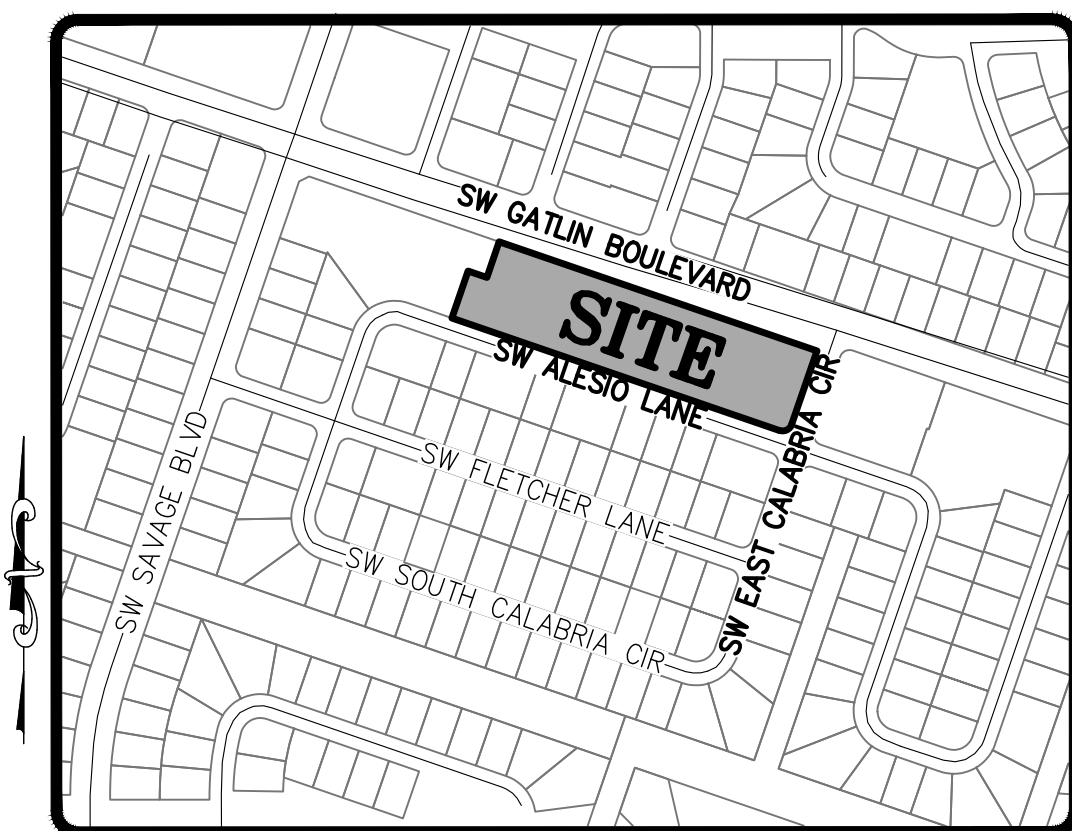 SW GATLIN BOULEVARD
SITE
SW ALESIO LANE
SW EAST CALABRIA CIR
SW FLETCHER LANE
SW SAVAGE BLVD
SW SOUTH CALABRIA CIR